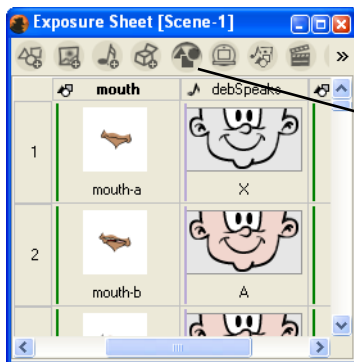 Exposure Sheet [Scene-1]
»
mouth debSpeaks
1
mouth-a X
2
mouth-b A